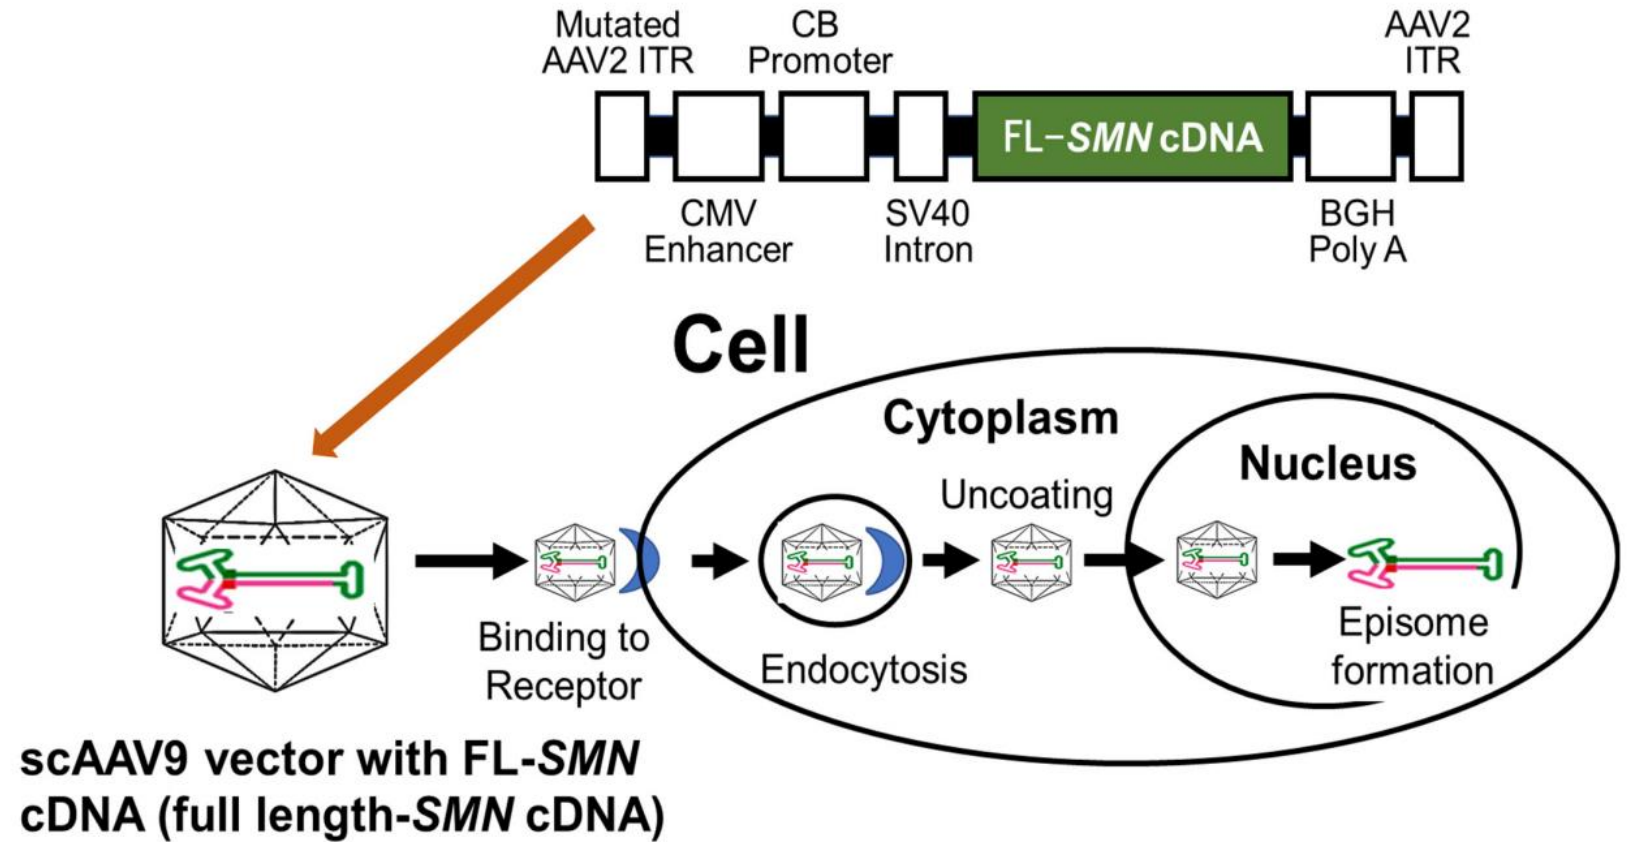 Mutated
AAV2 ITR
CB
Promoter
AAV2
ITR
FL–SMN cDNA
CMV
Enhancer
SV40
Intron
BGH
Poly A
Cell
Cytoplasm
Nucleus
Uncoating
Binding to
Receptor
Endocytosis
Episome
formation
scAAV9 vector with FL-SMN
cDNA (full length-SMN cDNA)